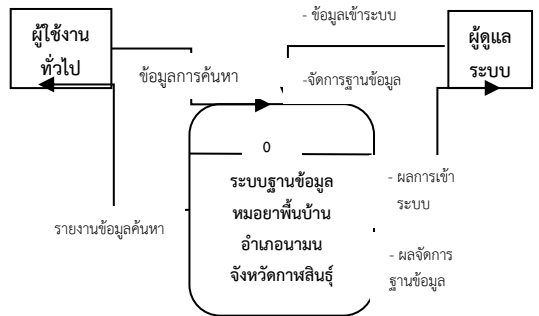 ผู้ใช้งาน
ทั่วไป
- ข้อมูลเข้าระบบ
ผู้ดูแล
ระบบ
ข้อมูลการค้นหา
-จัดการฐานข้อมูล
0
ระบบฐานข้อมูล
หมอยาพื้นบ้าน
อำเภอนามน
จังหวัดกาฬสินธุ์
- ผลการเข้า
ระบบ
รายงานข้อมูลค้นหา
- ผลจัดการ
ฐานข้อมูล